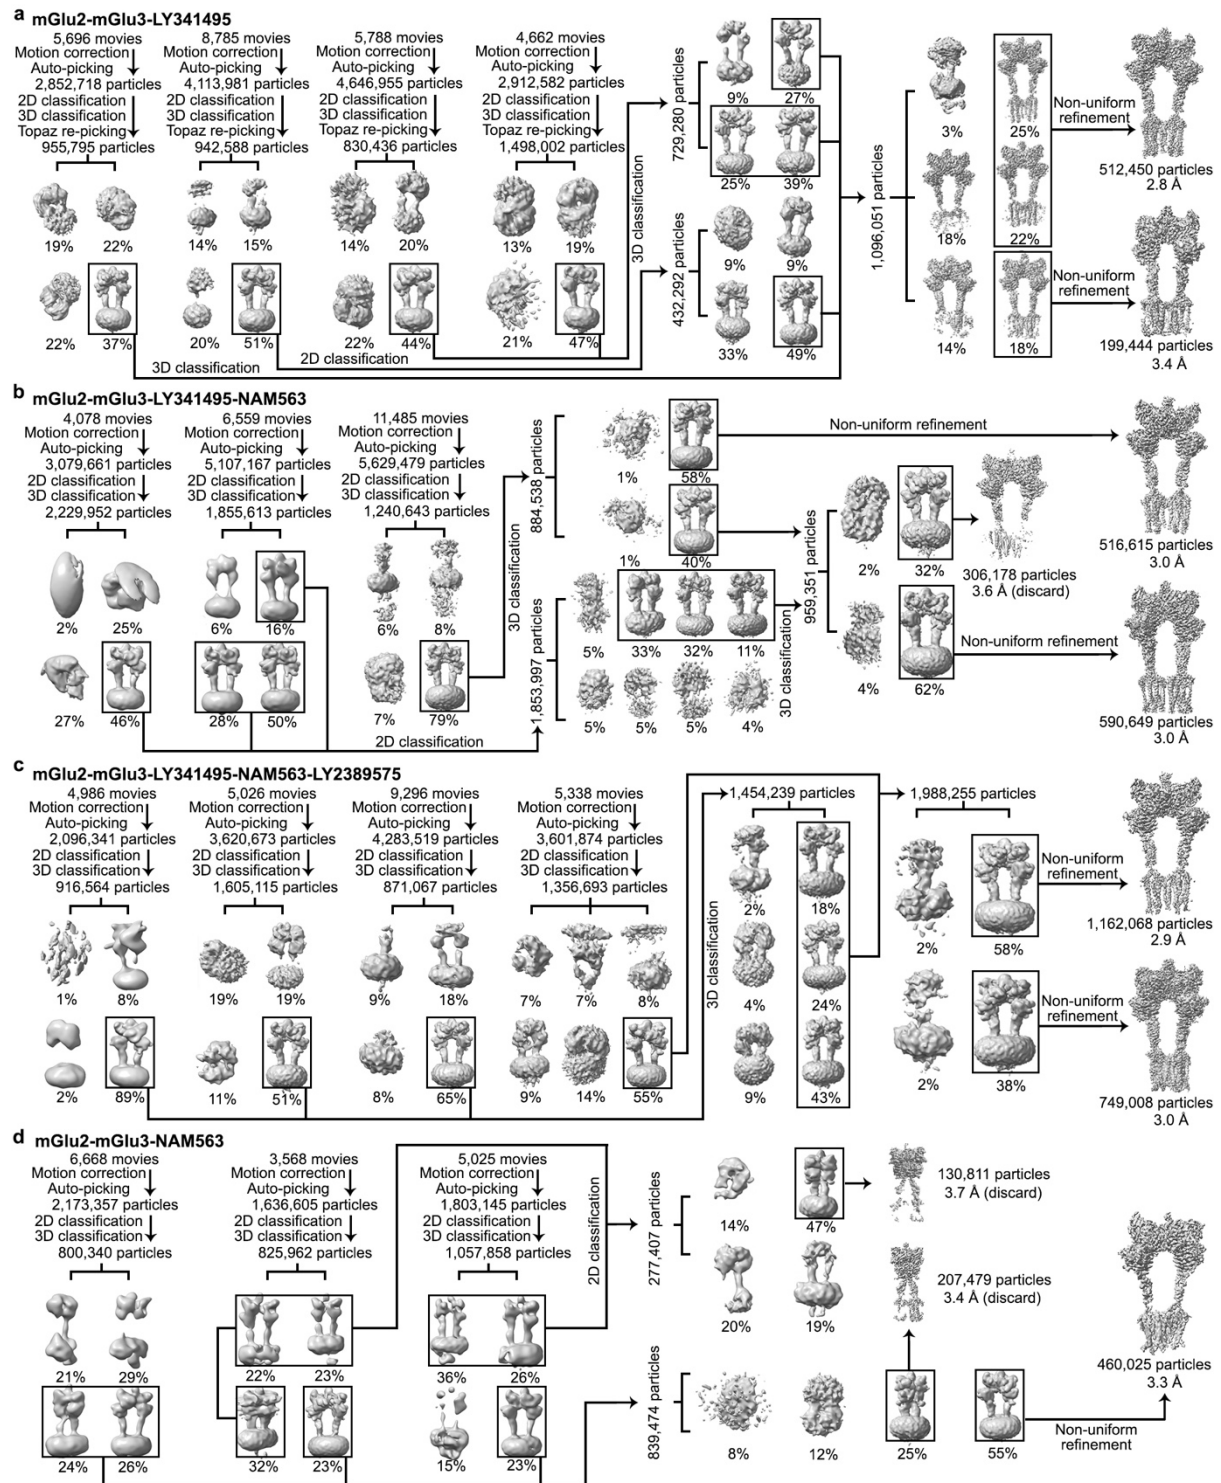 a mGlu2-mGlu3-LY341495
5,696 movies
Motion correction
Auto-picking
2,852,718 particles
2D classification
3D classification
Topaz re-picking
955,795 particles
19%
22%
22%
37%
8,785 movies
Motion correction
Auto-picking
4,113,981 particles
2D classification
3D classification
Topaz re-picking
942,588 particles
14%
15%
20%
51%
5,788 movies
Motion correction
Auto-picking
4,646,955 particles
2D classification
3D classification
Topaz re-picking
830,436 particles
14%
20%
22%
44%
4,662 movies
Motion correction
Auto-picking
2,912,582 particles
2D classification
3D classification
Topaz re-picking
1,498,002 particles
13%
19%
21%
47%
3D classification
2D classification
3D classification
729,280 particles
9%
27%
25%
39%
432,292 particles
9%
9%
33%
49%
1,096,051 particles
3%
25%
18%
22%
14%
18%
Non-uniform
refinement
512,450 particles
2.8 Å
Non-uniform
refinement
199,444 particles
3.4 Å
b mGlu2-mGlu3-LY341495-NAM563
4,078 movies
Motion correction
Auto-picking
3,079,661 particles
2D classification
3D classification
2,229,952 particles
2%
25%
27%
46%
6,559 movies
Motion correction
Auto-picking
5,107,167 particles
2D classification
3D classification
1,855,613 particles
6%
16%
28%
50%
11,485 movies
Motion correction
Auto-picking
5,629,479 particles
2D classification
3D classification
1,240,643 particles
6%
8%
7%
79%
2D classification
3D classification
884,538 particles
1%
58%
1%
40%
1,853,997 particles
5%
33%
32%
11%
5%
5%
5%
4%
3D classification
959,351 particles
2%
32%
4%
62%
306,178 particles
3.6 Å (discard)
Non-uniform refinement
516,615 particles
3.0 Å
Non-uniform refinement
590,649 particles
3.0 Å
c mGlu2-mGlu3-LY341495-NAM563-LY2389575
4,986 movies
Motion correction
Auto-picking
2,096,341 particles
2D classification
3D classification
916,564 particles
1%
8%
2%
89%
5,026 movies
Motion correction
Auto-picking
3,620,673 particles
2D classification
3D classification
1,605,115 particles
19%
19%
11%
51%
9,296 movies
Motion correction
Auto-picking
4,283,519 particles
2D classification
3D classification
871,067 particles
9%
18%
8%
65%
5,338 movies
Motion correction
Auto-picking
3,601,874 particles
2D classification
3D classification
1,356,693 particles
7%
7%
8%
9%
14%
55%
3D classification
1,454,239 particles
2%
18%
4%
24%
9%
43%
1,988,255 particles
2%
58%
2%
38%
Non-uniform
refinement
1,162,068 particles
2.9 Å
Non-uniform
refinement
749,008 particles
3.0 Å
d mGlu2-mGlu3-NAM563
6,668 movies
Motion correction
Auto-picking
2,173,357 particles
2D classification
3D classification
800,340 particles
21%
29%
24%
26%
3,568 movies
Motion correction
Auto-picking
1,636,605 particles
2D classification
3D classification
825,962 particles
22%
23%
32%
23%
5,025 movies
Motion correction
Auto-picking
1,803,145 particles
2D classification
3D classification
1,057,858 particles
36%
26%
15%
23%
2D classification
277,407 particles
14%
47%
20%
19%
130,811 particles
3.7 Å (discard)
207,479 particles
3.4 Å (discard)
839,474 particles
8%
12%
25%
55%
Non-uniform
refinement
460,025 particles
3.3 Å